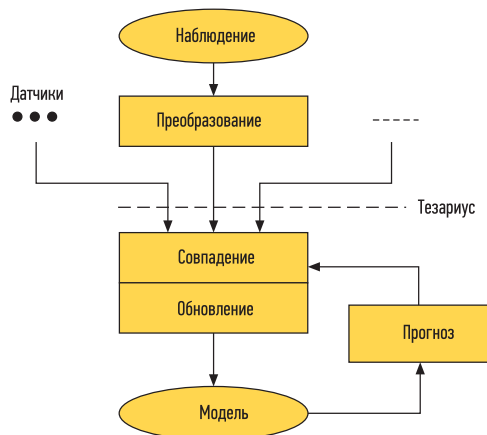 Наблюдение
Датчики
Преобразование
Тезариус
Совпадение
Обновление
Прогноз
Модель